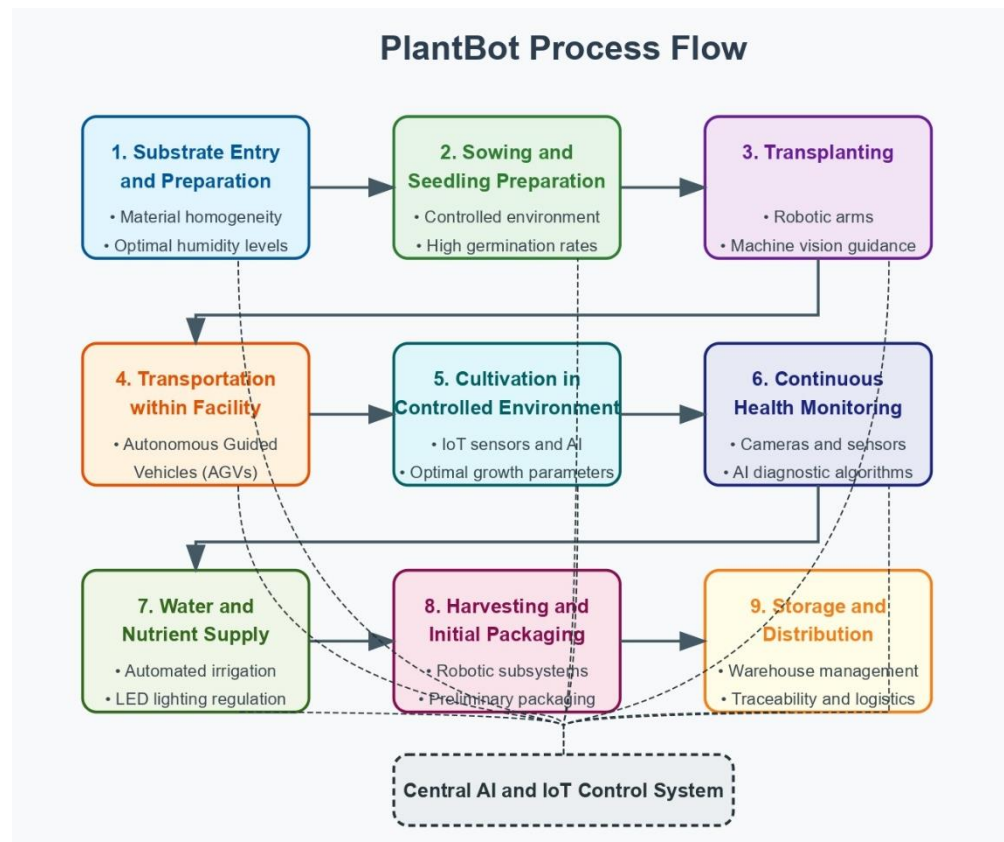 PlantBot Process Flow
1. Substrate Entry
and Preparation
• Material homogeneity
• Optimal humidity levels
2. Sowing and
Seedling Preparation
• Controlled environment
• High germination rates
3. Transplanting
• Robotic arms
• Machine vision guidance
4. Transportation
within Facility
• Autonomous Guided
Vehicles (AGVs)
5. Cultivation in
Controlled Environment
• IoT sensors and AI
• Optimal growth parameters
6. Continuous
Health Monitoring
• Cameras and sensors
• AI diagnostic algorithms
7. Water and
Nutrient Supply
• Automated irrigation
• LED lighting regulation
8. Harvesting and
Initial Packaging
• Robotic subsystems
• Preliminary packaging
9. Storage and
Distribution
• Warehouse management
• Traceability and logistics
Central AI and IoT Control System